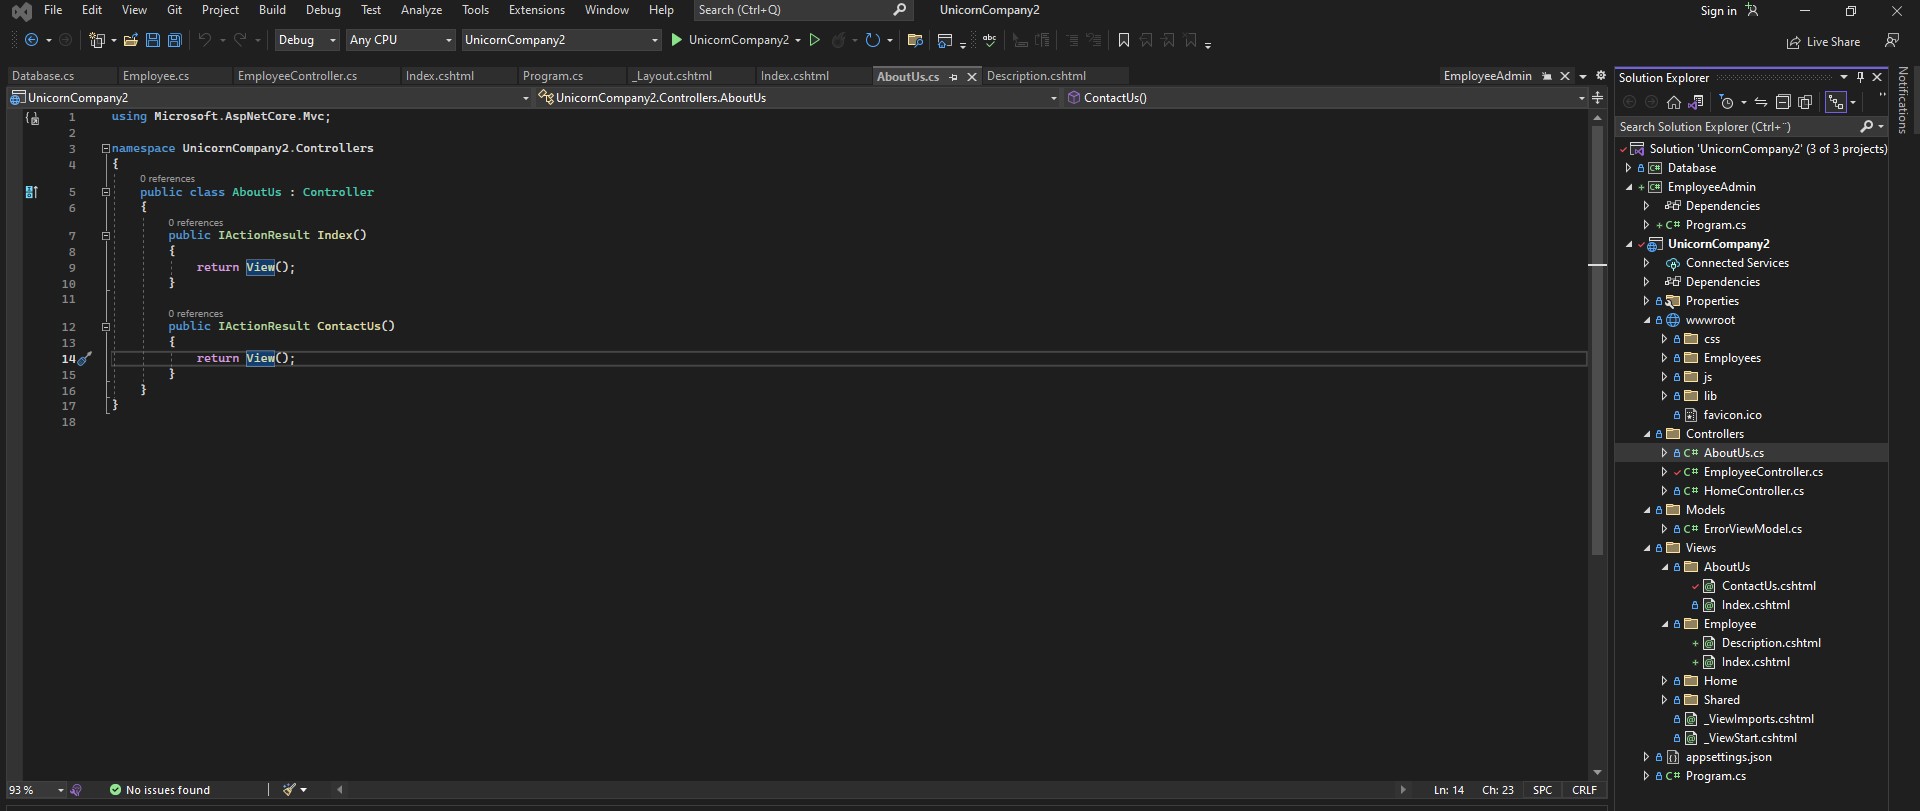 File Edit View Git Project Build Debug Test Analyze Tools Extensions Window Help Search (Ctrl+Q) UnicornCompany2 Sign in
Debug Any CPU UnicornCompany2 UnicornCompany2 Live Share
Database.cs Employee.cs EmployeeController.cs Index.cshtml Program.cs _Layout.cshtml Index.cshtml AboutUs.cs Description.cshtml EmployeeAdmin
UnicornCompany2 UnicornCompany2.Controllers.AboutUs ContactUs()
1 using Microsoft.AspNetCore.Mvc;
2
3 namespace UnicornCompany2.Controllers
4 {
0 references
5 public class AboutUs : Controller
6 {
0 references
7 public IActionResult Index()
8 {
9 return View();
10 }
11
0 references
12 public IActionResult ContactUs()
13 {
14 return View();
15 }
16 }
17 }
18
93 % No issues found Ln: 14 Ch: 23 SPC CRLF
Solution Explorer
Search Solution Explorer (Ctrl+¨)
Solution 'UnicornCompany2' (3 of 3 projects)
C# Database
C# EmployeeAdmin
Dependencies
C# Program.cs
UnicornCompany2
Connected Services
Dependencies
Properties
wwwroot
css
Employees
js
lib
favicon.ico
Controllers
C# AboutUs.cs
C# EmployeeController.cs
C# HomeController.cs
Models
C# ErrorViewModel.cs
Views
AboutUs
ContactUs.cshtml
Index.cshtml
Employee
Description.cshtml
Index.cshtml
Home
Shared
_ViewImports.cshtml
_ViewStart.cshtml
appsettings.json
C# Program.cs
Notifications